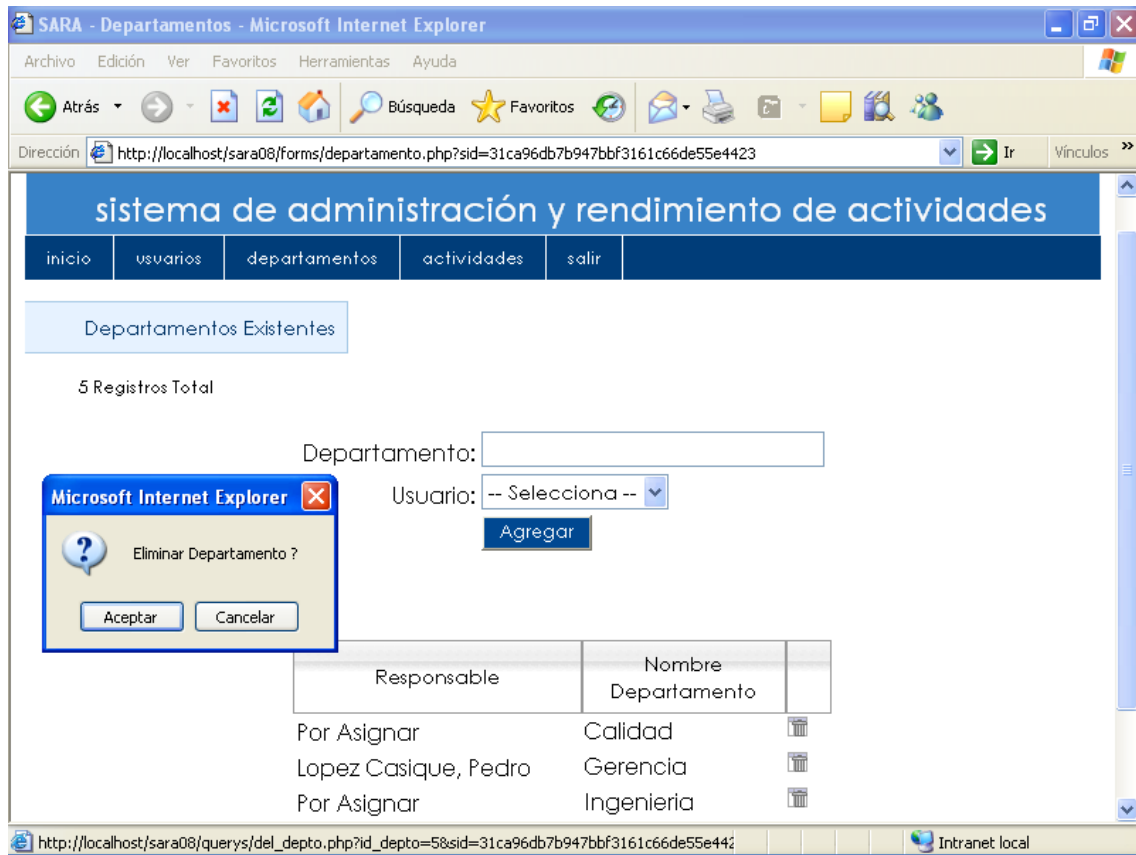 SARA - Departamentos - Microsoft Internet Explorer
Archivo Edición Ver Favoritos Herramientas Ayuda
Atrás Búsqueda Favoritos
Dirección http://localhost/sara08/forms/departamento.php?sid=31ca96db7b947bbf3161c66de55e4423 Ir Vínculos »
sistema de administración y rendimiento de actividades
inicio usuarios departamentos actividades salir
Departamentos Existentes
5 Registros Total
Departamento:
Usuario: -- Selecciona --
Agregar
Microsoft Internet Explorer
Eliminar Departamento ?
Aceptar Cancelar
Responsable Nombre Departamento
Por Asignar Calidad
Lopez Casique, Pedro Gerencia
Por Asignar Ingenieria
http://localhost/sara08/querys/del_depto.php?id_depto=5&sid=31ca96db7b947bbf3161c66de55e442 Intranet local